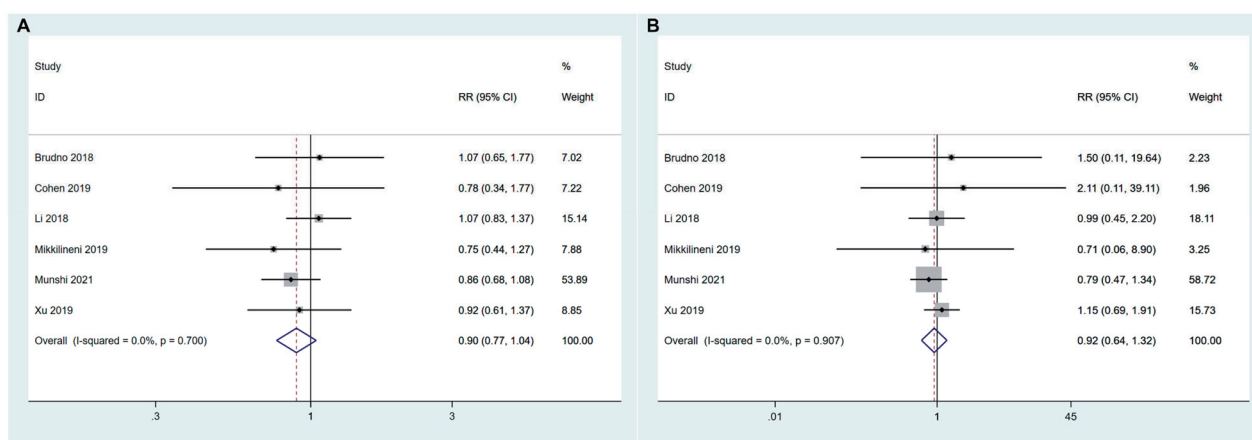 A
Study %
ID RR (95% CI) Weight
Brudno 2018 1.07 (0.65, 1.77) 7.02
Cohen 2019 0.78 (0.34, 1.77) 7.22
Li 2018 1.07 (0.83, 1.37) 15.14
Mikkilineni 2019 0.75 (0.44, 1.27) 7.88
Munshi 2021 0.86 (0.68, 1.08) 53.89
Xu 2019 0.92 (0.61, 1.37) 8.85
Overall (I-squared = 0.0%, p = 0.700) 0.90 (0.77, 1.04) 100.00
.3 1 3
B
Study %
ID RR (95% CI) Weight
Brudno 2018 1.50 (0.11, 19.64) 2.23
Cohen 2019 2.11 (0.11, 39.11) 1.96
Li 2018 0.99 (0.45, 2.20) 18.11
Mikkilineni 2019 0.71 (0.06, 8.90) 3.25
Munshi 2021 0.79 (0.47, 1.34) 58.72
Xu 2019 1.15 (0.69, 1.91) 15.73
Overall (I-squared = 0.0%, p = 0.907) 0.92 (0.64, 1.32) 100.00
.01 1 45